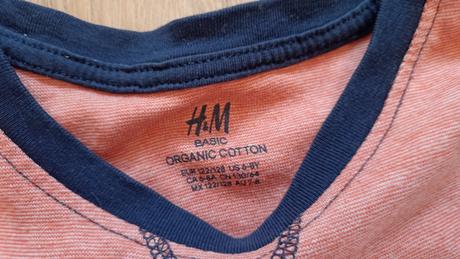 H&M
BASIC
ORGANIC COTTON
EUR 122/128 US 6-8Y
CA 6-8A CN 130/64
MX 122/128 AU 7-8